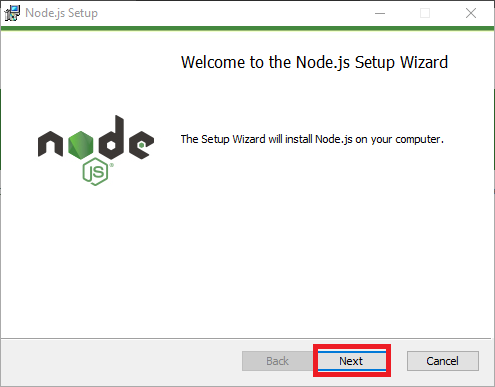 Node.js Setup
Welcome to the Node.js Setup Wizard
The Setup Wizard will install Node.js on your computer.
node
JS®
Back Next Cancel